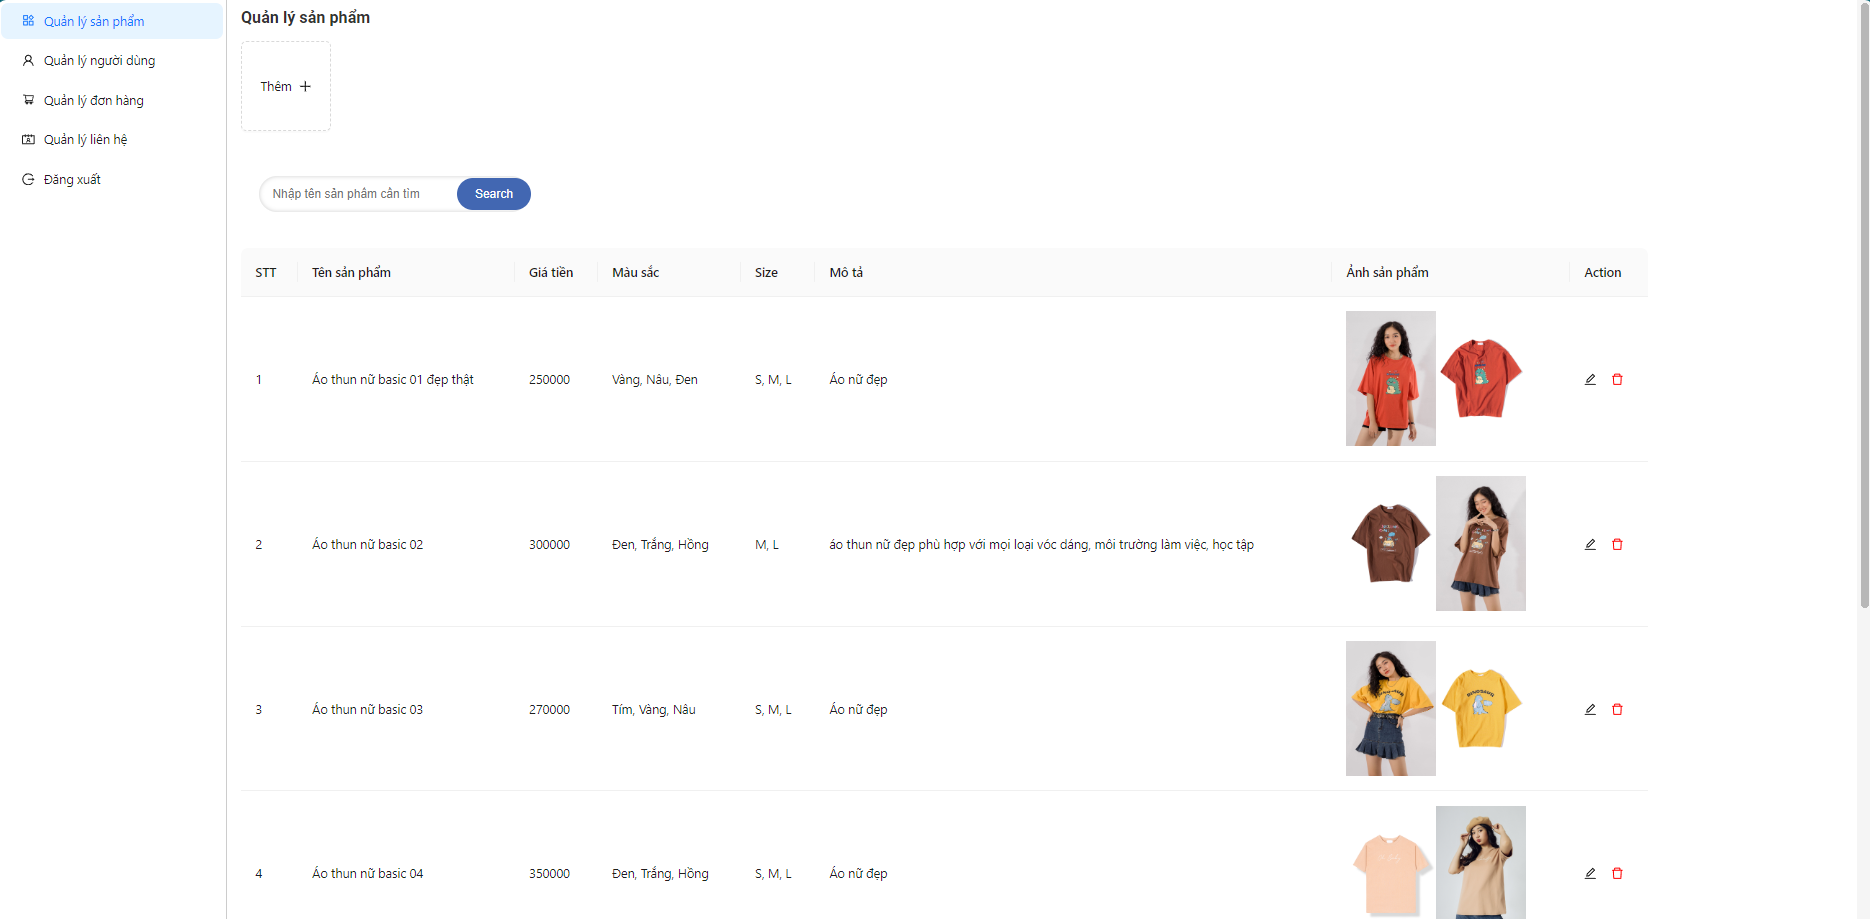 Quản lý sản phẩm
Quản lý người dùng
Quản lý đơn hàng
Quản lý liên hệ
Đăng xuất
Quản lý sản phẩm
Thêm
Nhập tên sản phẩm cần tìm Search
STT Tên sản phẩm Giá tiền Màu sắc Size Mô tả Ảnh sản phẩm Action
1 Áo thun nữ basic 01 đẹp thật 250000 Vàng, Nâu, Đen S, M, L Áo nữ đẹp
2 Áo thun nữ basic 02 300000 Đen, Trắng, Hồng M, L áo thun nữ đẹp phù hợp với mọi loại vóc dáng, môi trường làm việc, học tập
3 Áo thun nữ basic 03 270000 Tím, Vàng, Nâu S, M, L Áo nữ đẹp
4 Áo thun nữ basic 04 350000 Đen, Trắng, Hồng S, M, L Áo nữ đẹp